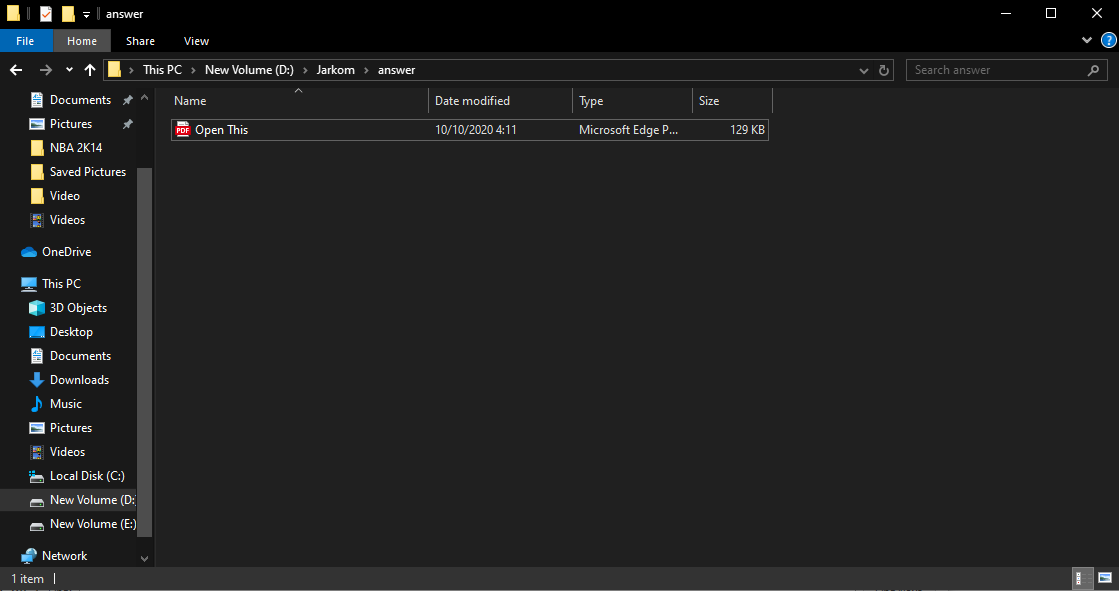 answer
File Home Share View
This PC New Volume (D:) Jarkom answer
Search answer
Name Date modified Type Size
Open This 10/10/2020 4:11 Microsoft Edge P... 129 KB
Documents
Pictures
NBA 2K14
Saved Pictures
Video
Videos
OneDrive
This PC
3D Objects
Desktop
Documents
Downloads
Music
Pictures
Videos
Local Disk (C:)
New Volume (D:
New Volume (E:)
Network
1 item